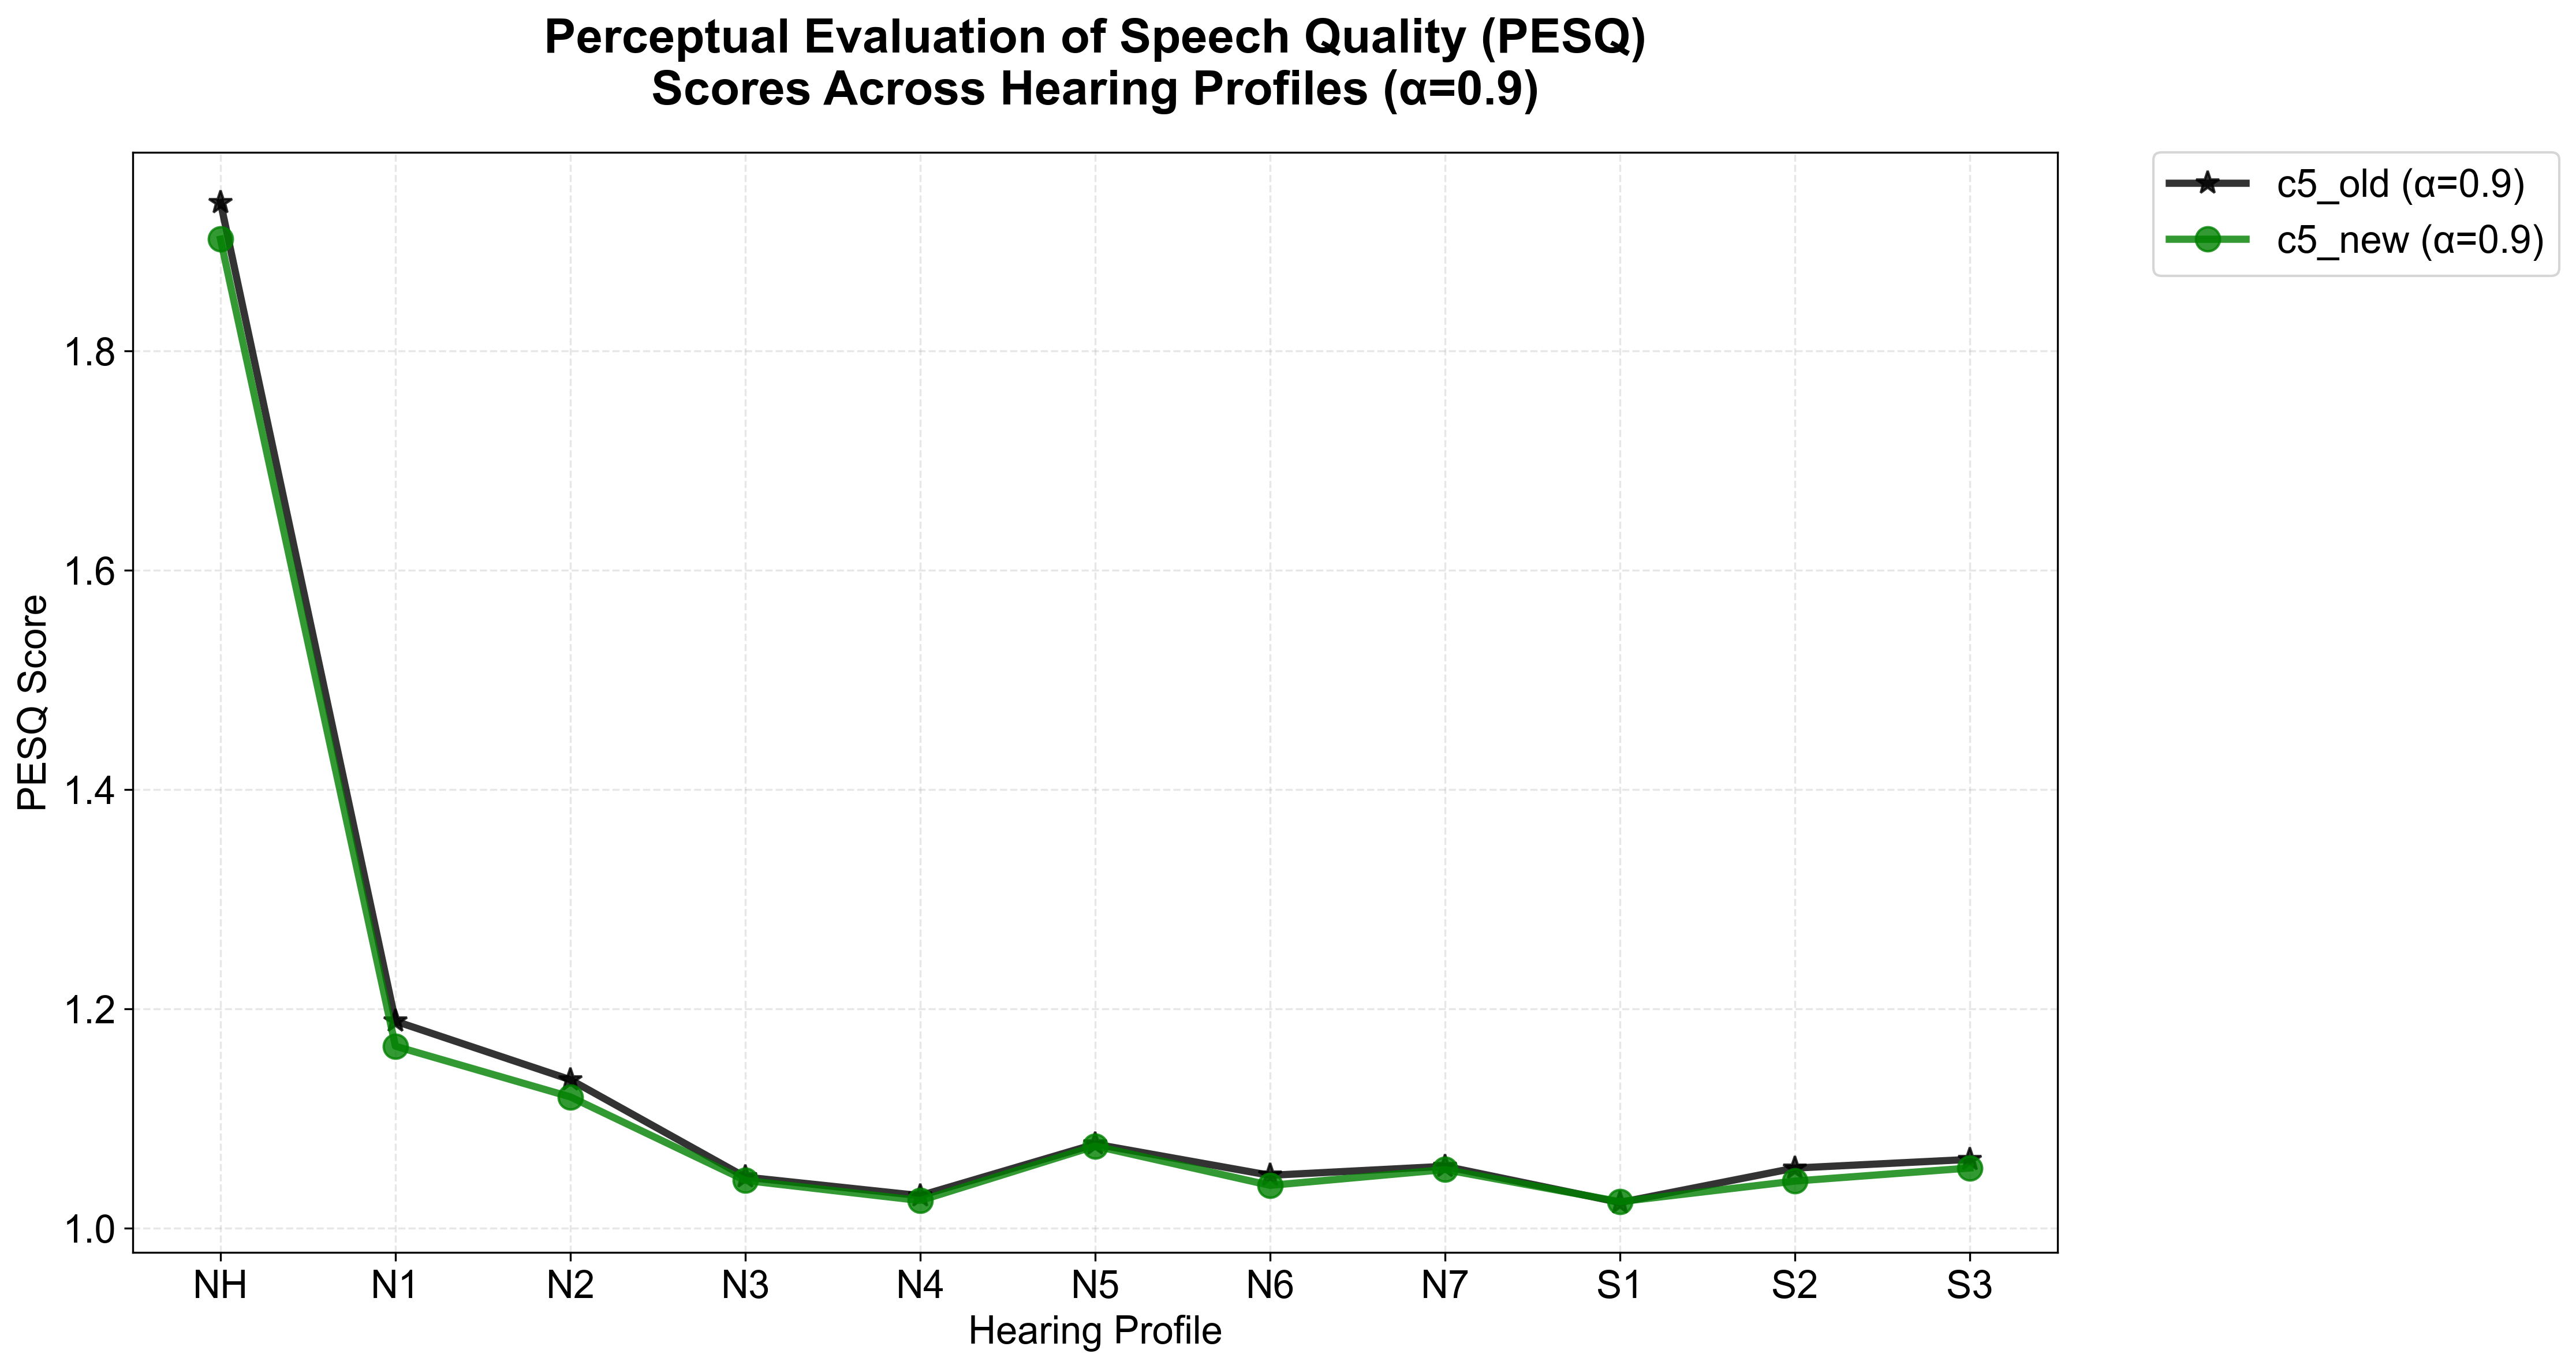 Perceptual Evaluation of Speech Quality (PESQ)
Scores Across Hearing Profiles (α=0.9)
c5_old (α=0.9)
c5_new (α=0.9)
PESQ Score
1.8
1.6
1.4
1.2
1.0
NH N1 N2 N3 N4 N5 N6 N7 S1 S2 S3
Hearing Profile